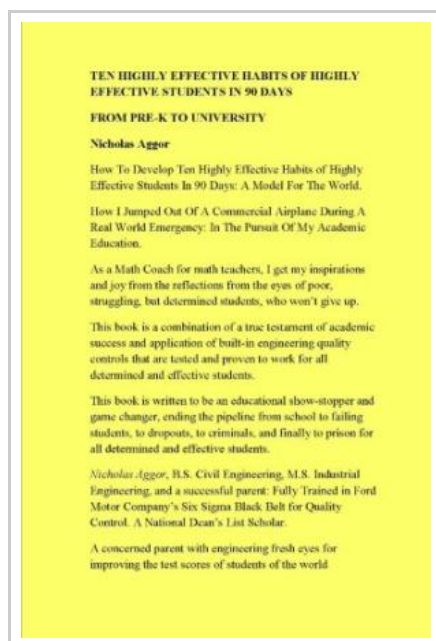 TEN HIGHLY EFFECTIVE HABITS OF HIGHLY
EFFECTIVE STUDENTS IN 90 DAYS
FROM PRE-K TO UNIVERSITY
Nicholas Aggor
How To Develop Ten Highly Effective Habits of Highly
Effective Students In 90 Days: A Model For The World.
How I Jumped Out Of A Commercial Airplane During A
Real World Emergency: In The Pursuit Of My Academic
Education.
As a Math Coach for math teachers, I get my inspirations
and joy from the reflections from the eyes of poor,
struggling, but determined students, who won't give up.
This book is a combination of a true testament of academic
success and application of built-in engineering quality
controls that are tested and proven to work for all
determined and effective students.
This book is written to be an educational show-stopper and
game changer, ending the pipeline from school to failing
students, to dropouts, to criminals, and finally to prison for
all determined and effective students.
Nicholas Aggor, B.S. Civil Engineering, M.S. Industrial
Engineering, and a successful parent: Fully Trained in Ford
Motor Company's Six Sigma Black Belt for Quality
Control. A National Dean's List Scholar.
A concerned parent with engineering fresh eyes for
improving the test scores of students of the world